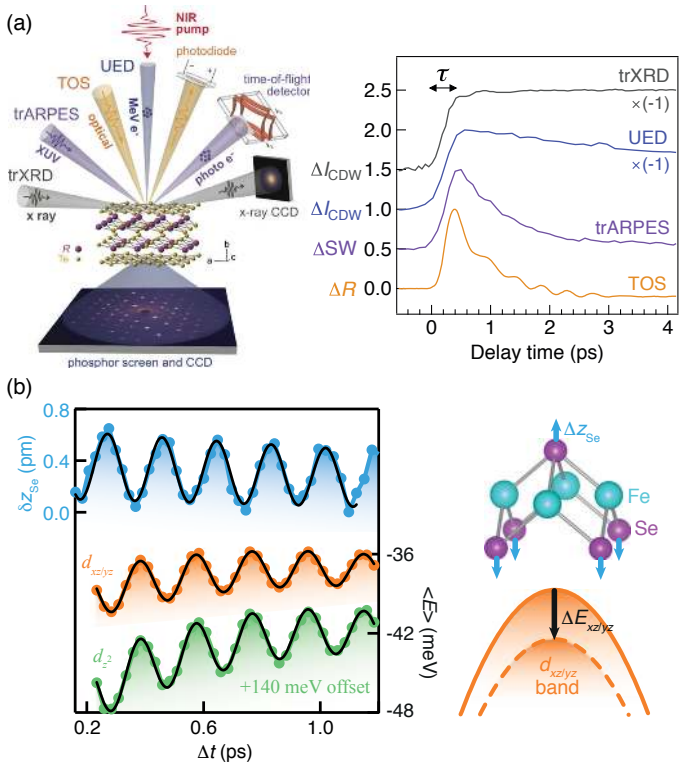 (a)
NIR
pump
photodiode
UED
- +
TOS
time-of-flight
detector
trARPES
MeV e⁻
optical
XUV
photo e⁻
trXRD
x ray
x-ray CCD
R
Te
b
a c
phosphor screen and CCD
τ
trXRD
×(-1)
UED
×(-1)
trARPES
TOS
ΔI_CDW
ΔI_CDW
ΔSW
ΔR
2.5
2.0
1.5
1.0
0.5
0.0
0 1 2 3 4
Delay time (ps)
(b)
0.8
0.4
0.0
δz_Se (pm)
d_xz/yz
d_z²
+140 meV offset
-36
-42
-48
<E> (meV)
0.2 0.6 1.0
Δt (ps)
Δz_Se
Fe
Se
ΔE_xz/yz
d_xz/yz
band